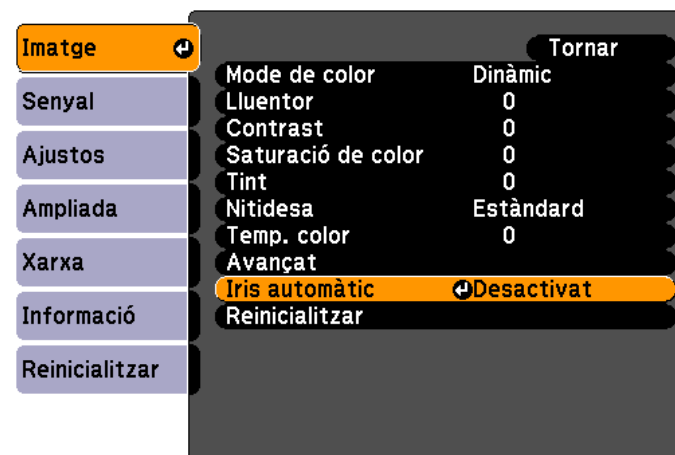 Imatge
Senyal
Ajustos
Ampliada
Xarxa
Informació
Reinicialitzar
Tornar
Mode de color Dinàmic
Lluentor 0
Contrast 0
Saturació de color 0
Tint 0
Nitidesa Estàndard
Temp. color 0
Avançat
Iris automàtic Desactivat
Reinicialitzar